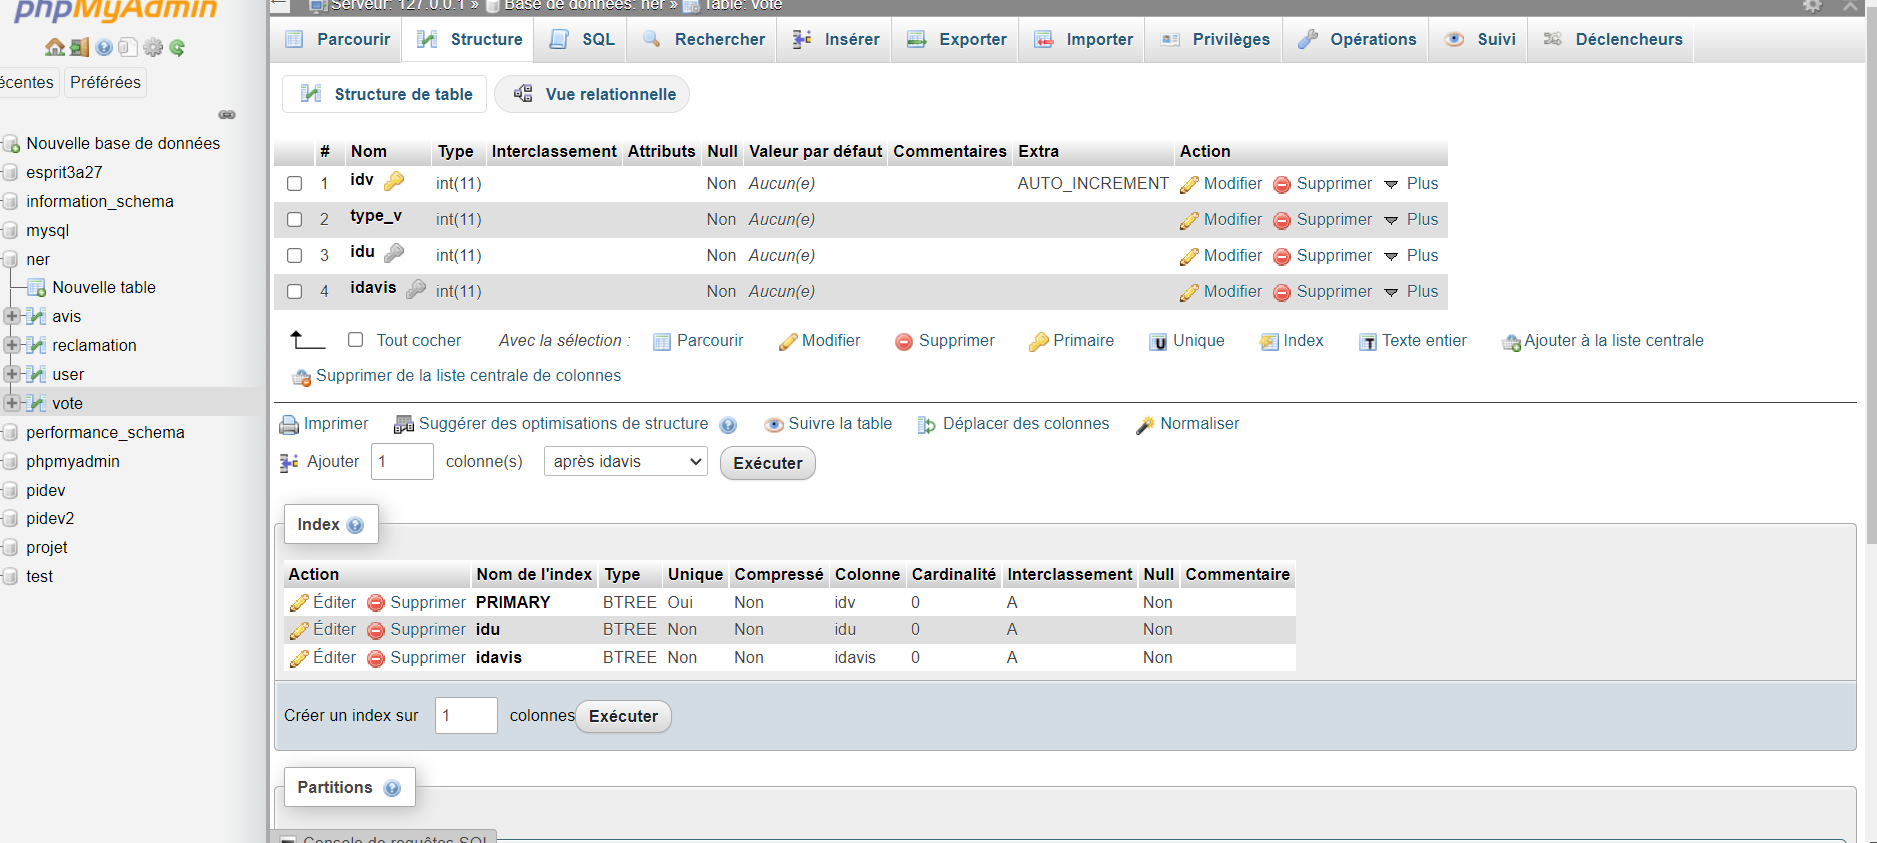 phpMyAdmin
Récentes Préférées
Nouvelle base de données
esprit3a27
information_schema
mysql
ner
Nouvelle table
avis
reclamation
user
vote
performance_schema
phpmyadmin
pidev
pidev2
projet
test
Serveur: 127.0.0.1 » Base de données: ner » Table: vote
Parcourir Structure SQL Rechercher Insérer Exporter Importer Privilèges Opérations Suivi Déclencheurs
Structure de table Vue relationnelle
# Nom Type Interclassement Attributs Null Valeur par défaut Commentaires Extra Action
1 idv int(11) Non Aucun(e) AUTO_INCREMENT Modifier Supprimer Plus
2 type_v int(11) Non Aucun(e) Modifier Supprimer Plus
3 idu int(11) Non Aucun(e) Modifier Supprimer Plus
4 idavis int(11) Non Aucun(e) Modifier Supprimer Plus
Tout cocher Avec la sélection : Parcourir Modifier Supprimer Primaire Unique Index Texte entier Ajouter à la liste centrale
Supprimer de la liste centrale de colonnes
Imprimer Suggérer des optimisations de structure Suivre la table Déplacer des colonnes Normaliser
Ajouter 1 colonne(s) après idavis Exécuter
Index
Action Nom de l'index Type Unique Compressé Colonne Cardinalité Interclassement Null Commentaire
Éditer Supprimer PRIMARY BTREE Oui Non idv 0 A Non
Éditer Supprimer idu BTREE Non Non idu 0 A Non
Éditer Supprimer idavis BTREE Non Non idavis 0 A Non
Créer un index sur 1 colonnes Exécuter
Partitions
Console de requêtes SQL